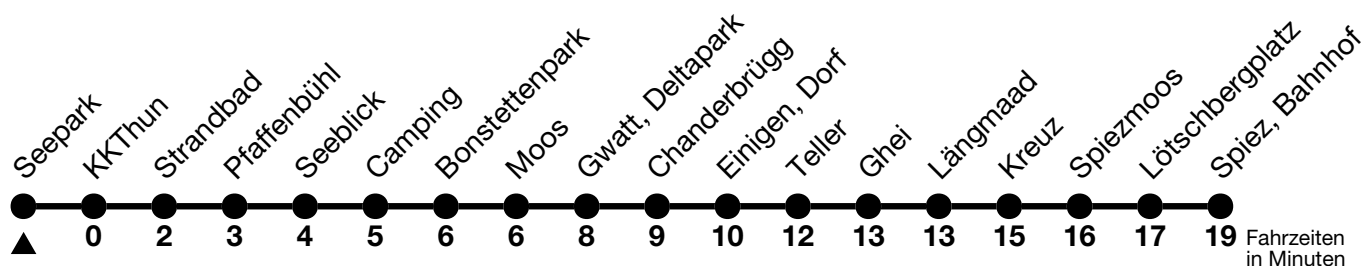 Seepark
KKThun
Strandbad
Pfaffenbühl
Seeblick
Camping
Bonstettenpark
Moos
Gwatt, Deltapark
Chanderbrügg
Einigen, Dorf
Teller
Ghei
Längmaad
Kreuz
Spiezmoos
Lötschbergplatz
Spiez, Bahnhof
0 2 3 4 5 6 6 8 9 10 12 13 13 15 16 17 19 Fahrzeiten
in Minuten